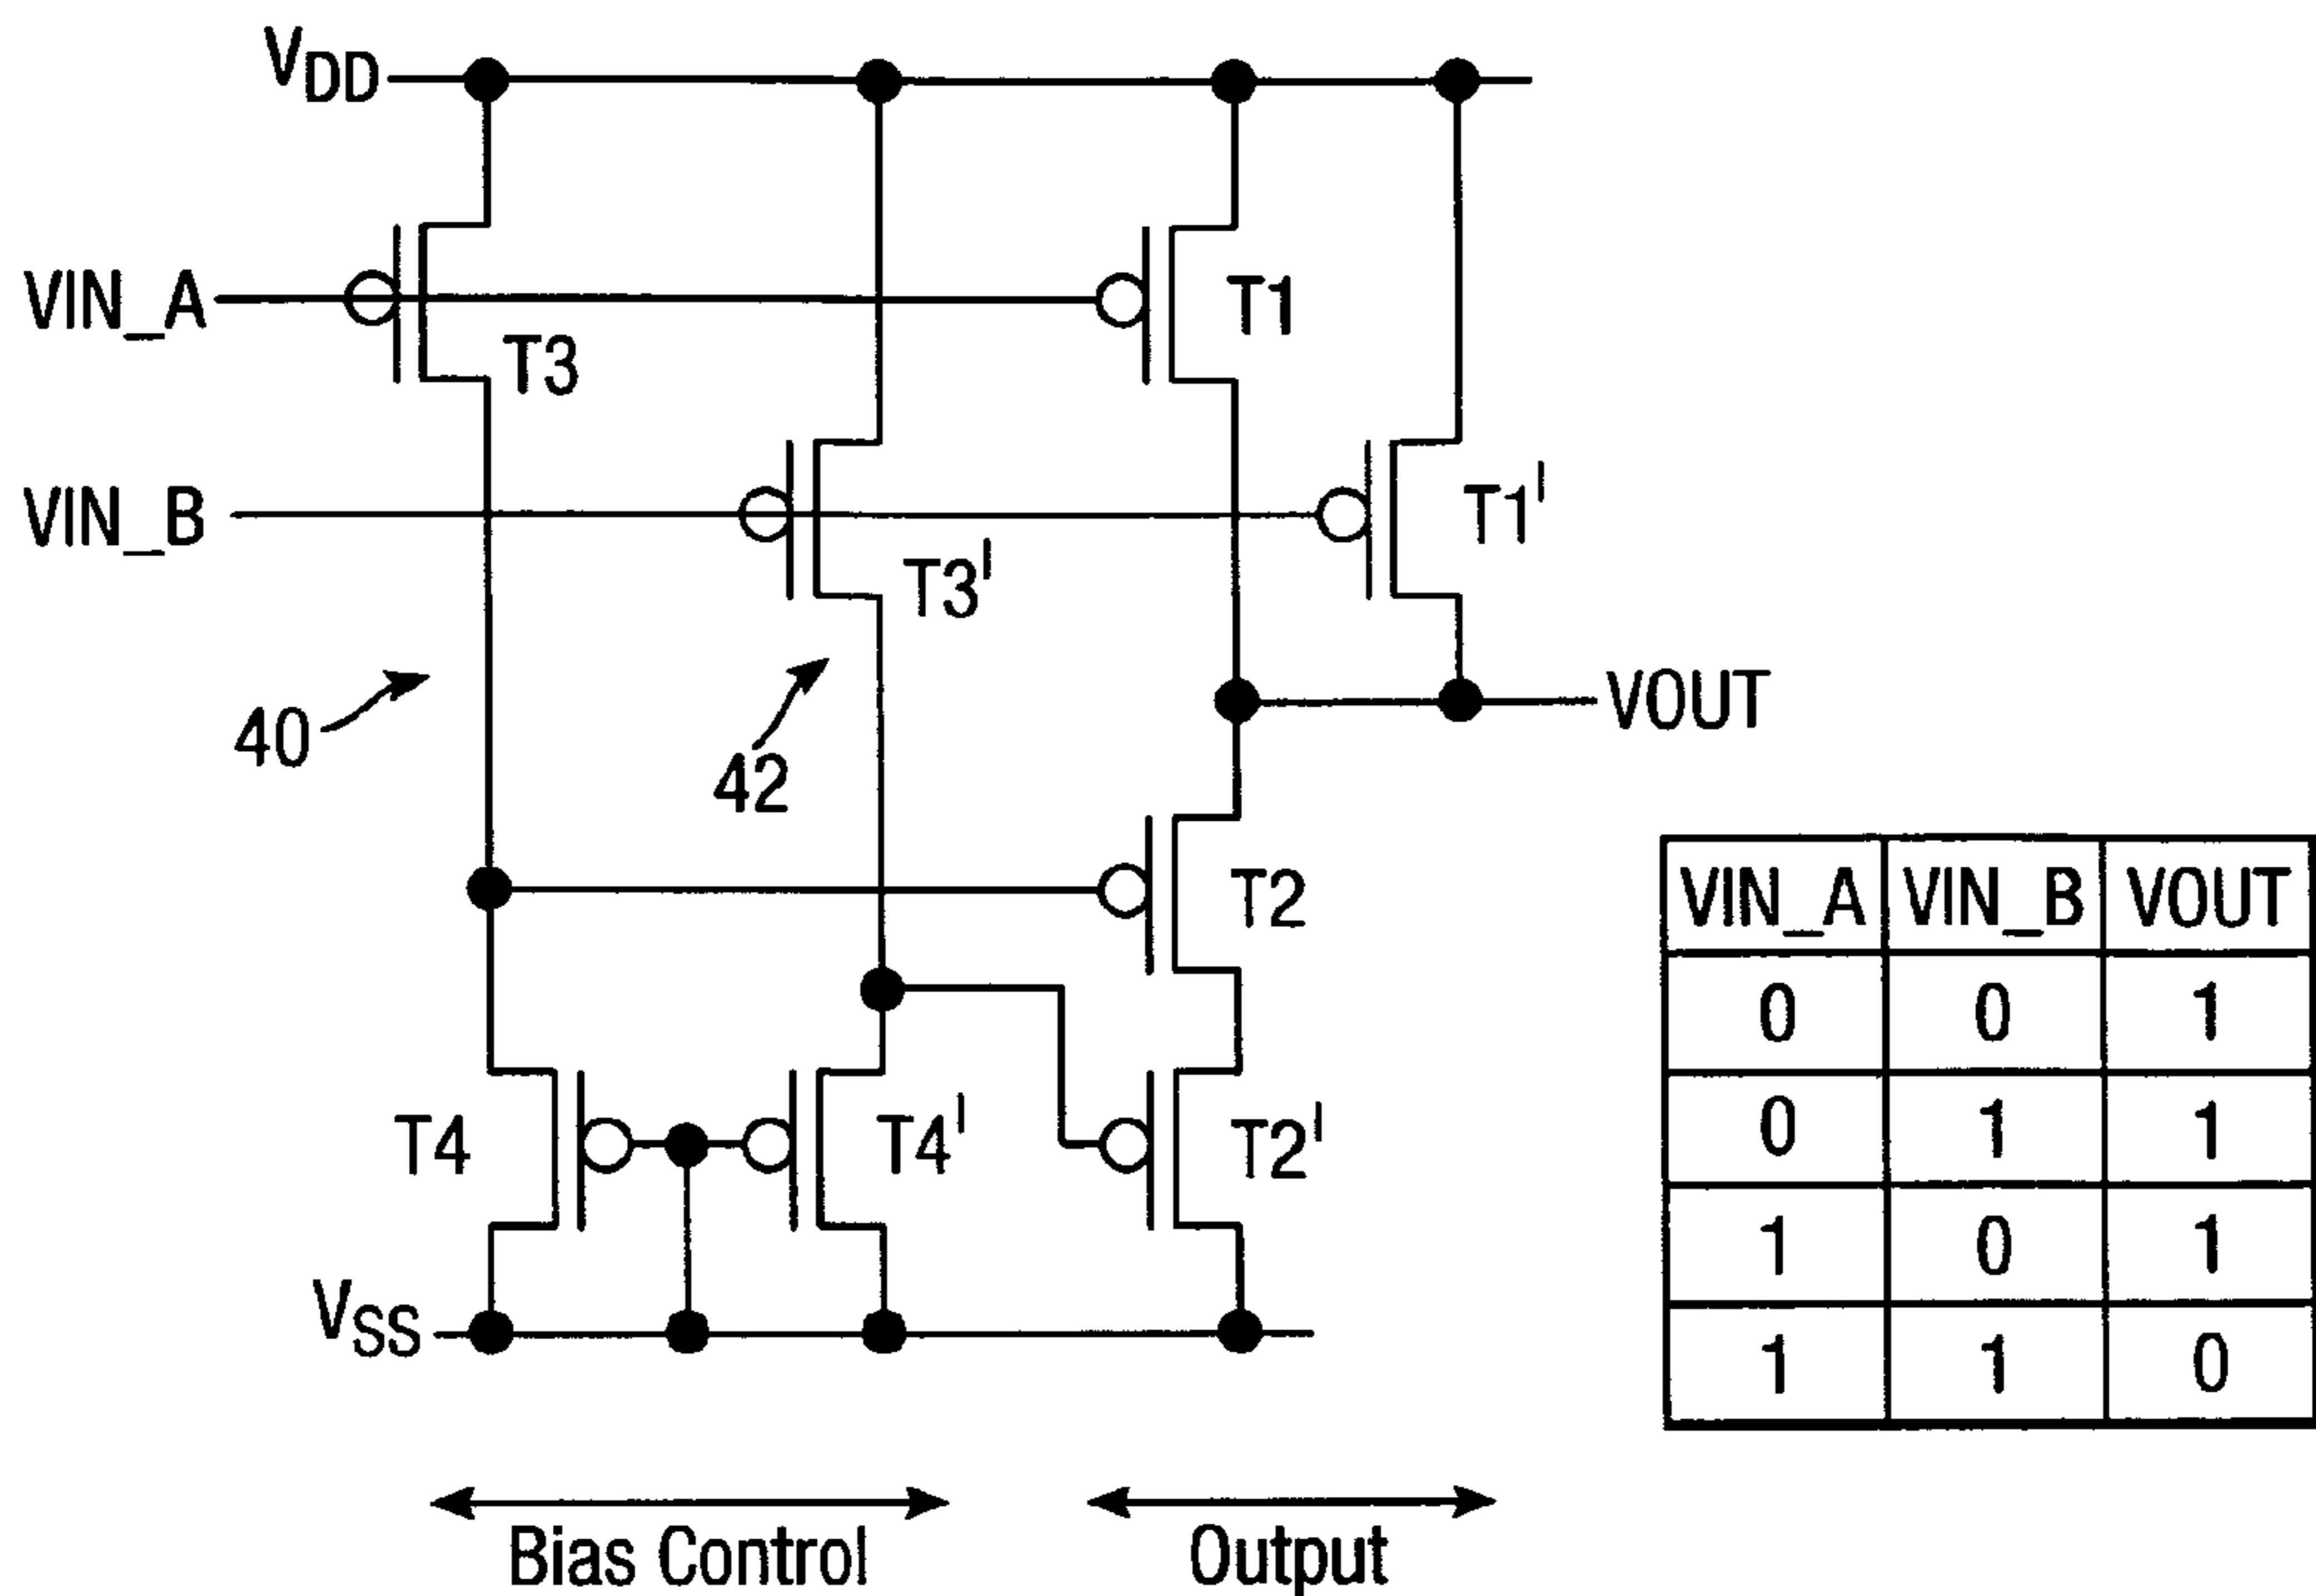 VDD
VIN_A
T3
T1
VIN_B
T3'
T1'
40
42
VOUT
T2
T4
T4'
T2'
VSS
VIN_A VIN_B VOUT
0 0 1
0 1 1
1 0 1
1 1 0
Bias Control
Output